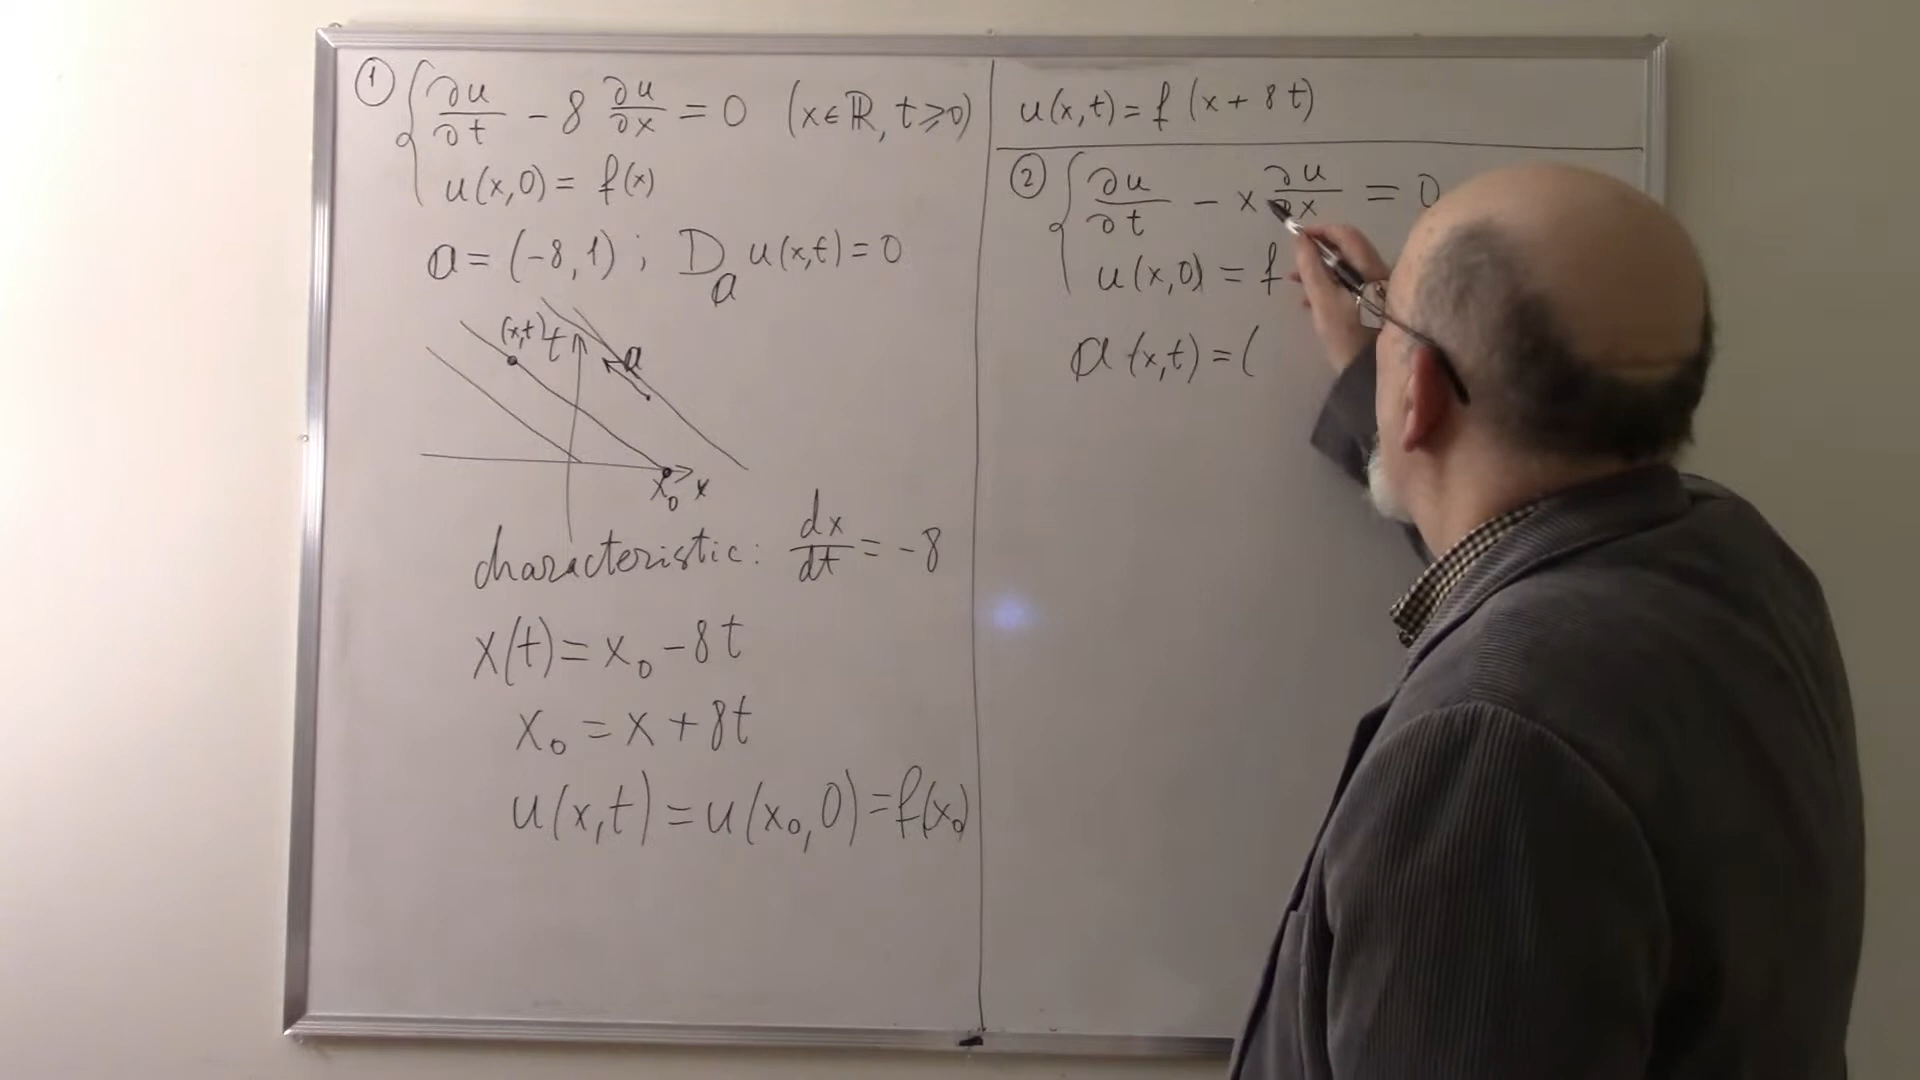 ① { ∂u/∂t - 8 ∂u/∂x = 0 (x∈ℝ, t⩾0)
u(x,0) = f(x)
a = (-8,1) ; D_a u(x,t) = 0
(x,t) t a
x₀ x
characteristic: dx/dt = -8
x(t) = x₀ - 8t
x₀ = x + 8t
u(x,t) = u(x₀,0) = f(x₀)
u(x,t) = f (x + 8t)
② { ∂u/∂t - x ∂u/∂x = 0
u(x,0) = f
a (x,t) = (